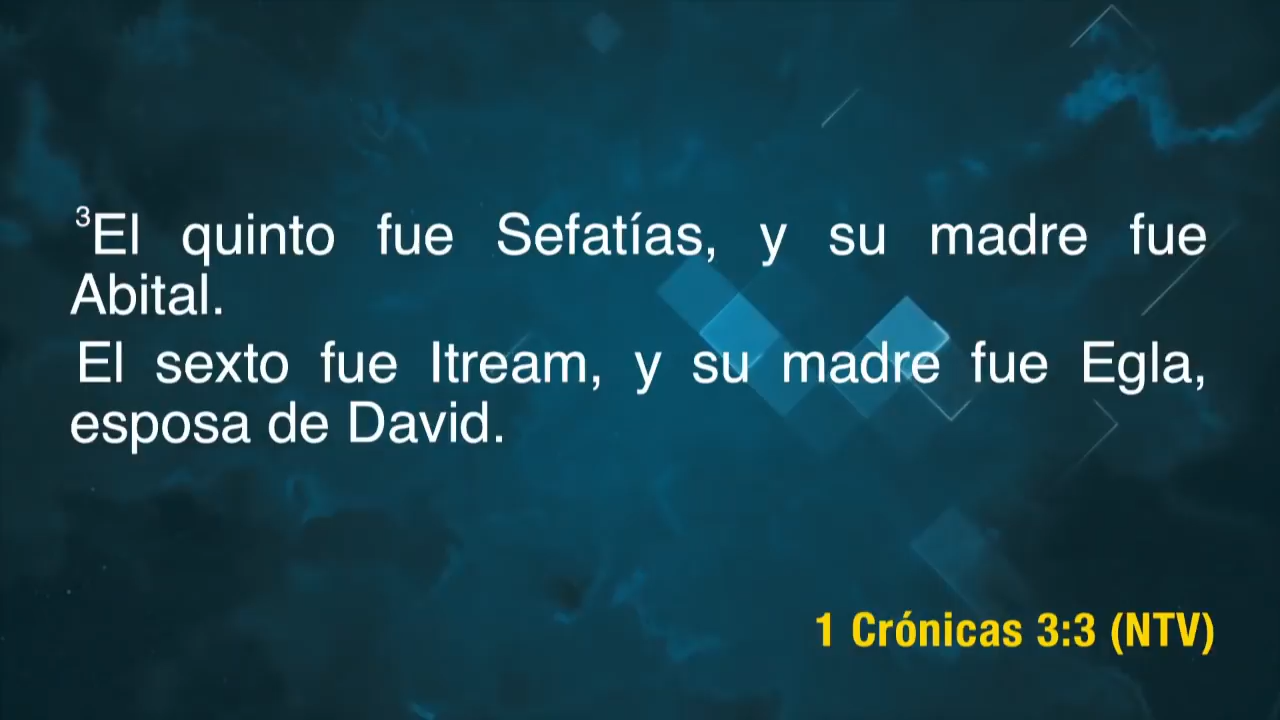 ³El quinto fue Sefatías, y su madre fue
Abital.
El sexto fue Itream, y su madre fue Egla,
esposa de David.
1 Crónicas 3:3 (NTV)